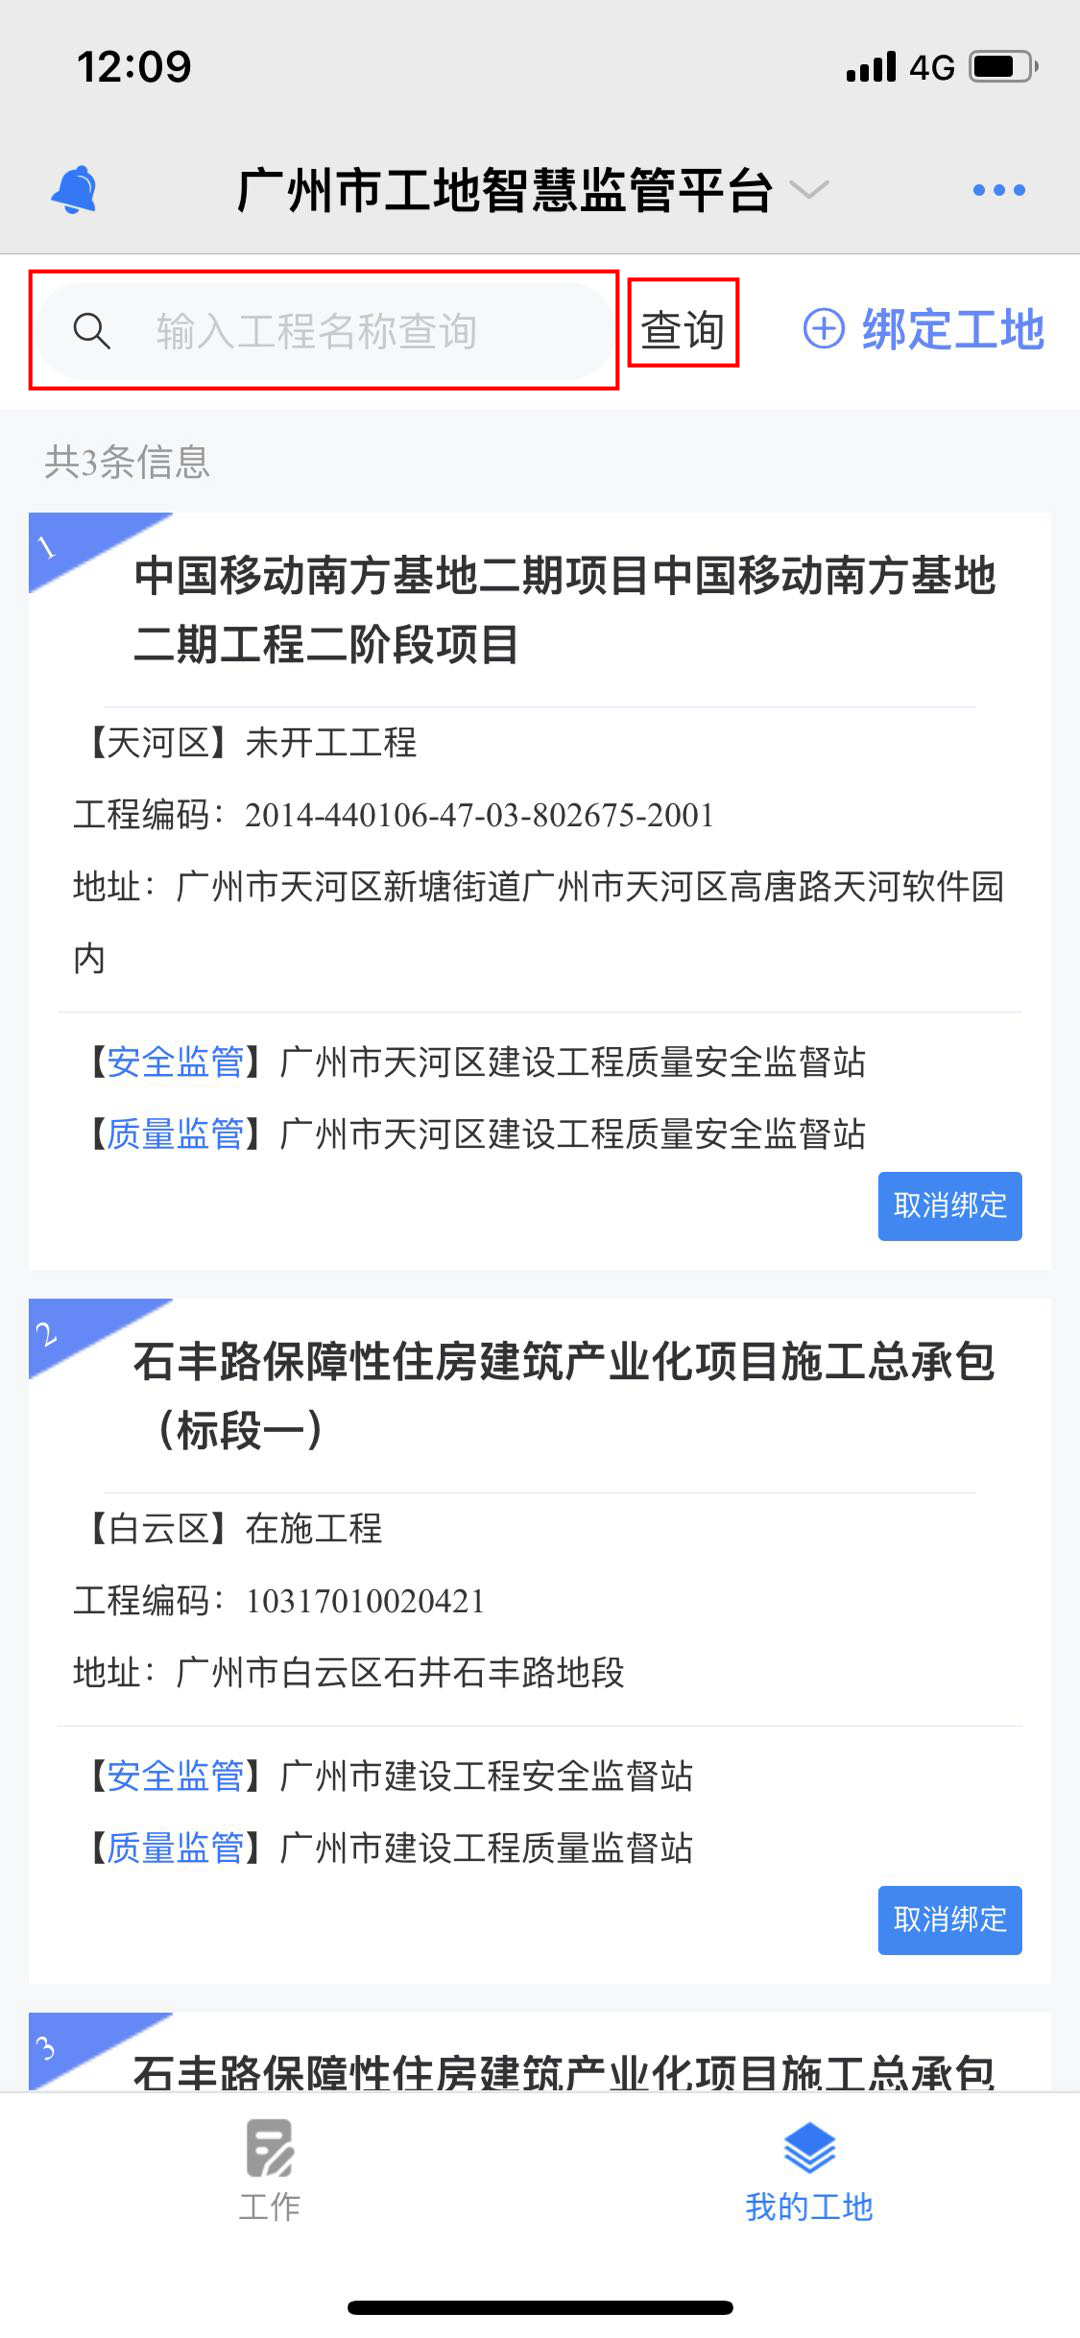 12:09
4G
广州市工地智慧监管平台
输入工程名称查询
查询
绑定工地
共3条信息
1
中国移动南方基地二期项目中国移动南方基地
二期工程二阶段项目
【天河区】未开工工程
工程编码：2014-440106-47-03-802675-2001
地址：广州市天河区新塘街道广州市天河区高唐路天河软件园
内
【安全监管】广州市天河区建设工程质量安全监督站
【质量监管】广州市天河区建设工程质量安全监督站
取消绑定
2
石丰路保障性住房建筑产业化项目施工总承包
（标段一）
【白云区】在施工程
工程编码：10317010020421
地址：广州市白云区石井石丰路地段
【安全监管】广州市建设工程安全监督站
【质量监管】广州市建设工程质量监督站
取消绑定
3
石丰路保障性住房建筑产业化项目施工总承包
工作
我的工地